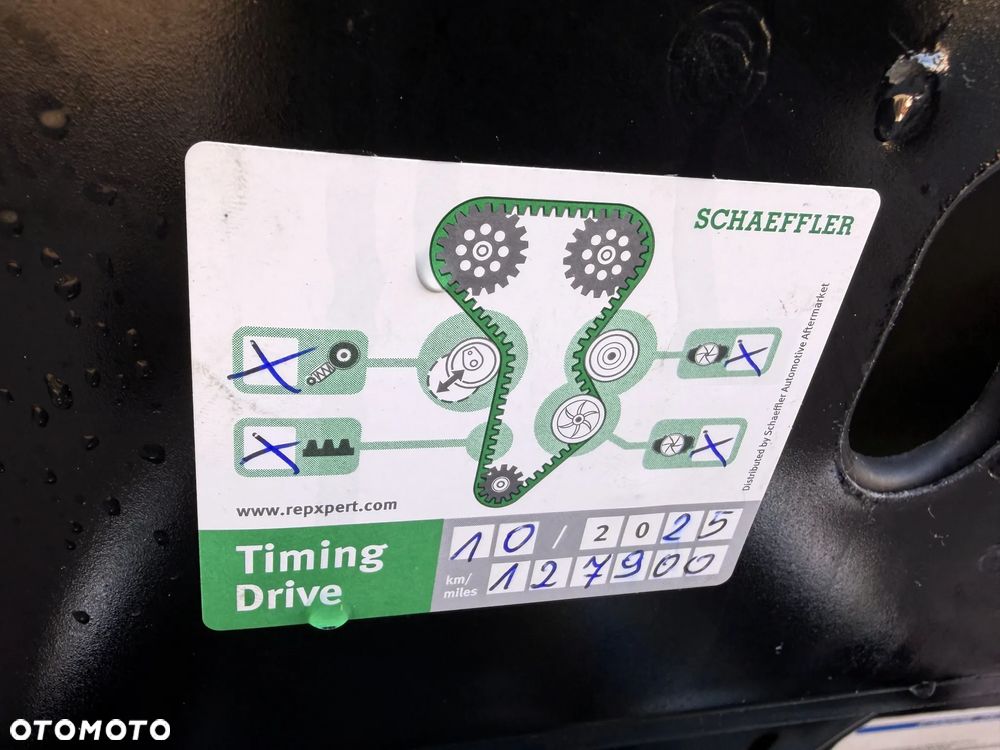 SCHAEFFLER
X
X
X
X
Distributed by Schaeffler Automotive Aftermarket
www.repxpert.com
Timing
Drive
10 / 2025
km/
miles
127900
OTOMOTO